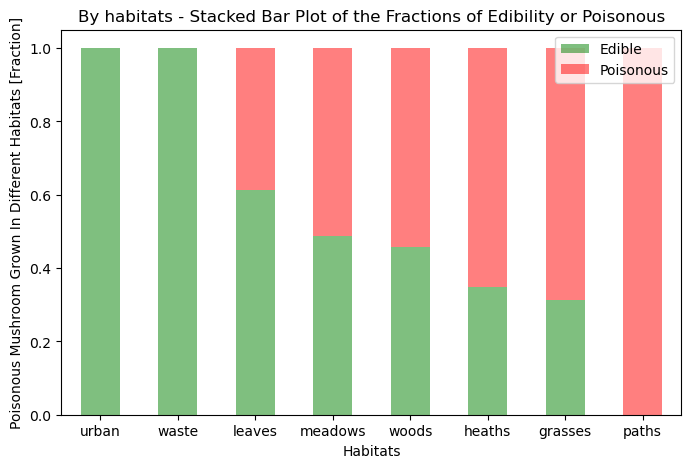 By habitats - Stacked Bar Plot of the Fractions of Edibility or Poisonous
Poisonous Mushroom Grown In Different Habitats [Fraction]
1.0
0.8
0.6
0.4
0.2
0.0
Edible
Poisonous
urban waste leaves meadows woods heaths grasses paths
Habitats